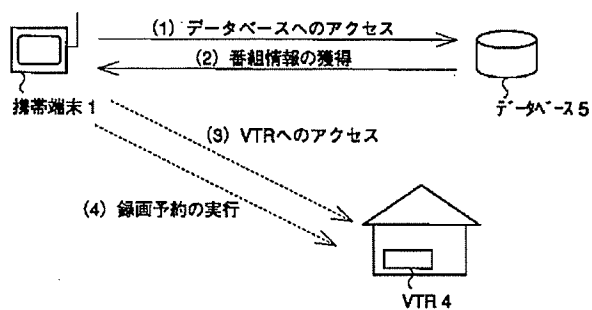 (1) データベースへのアクセス
(2) 番組情報の獲得
携帯端末 1
データベース 5
(3) VTRへのアクセス
(4) 録画予約の実行
VTR 4